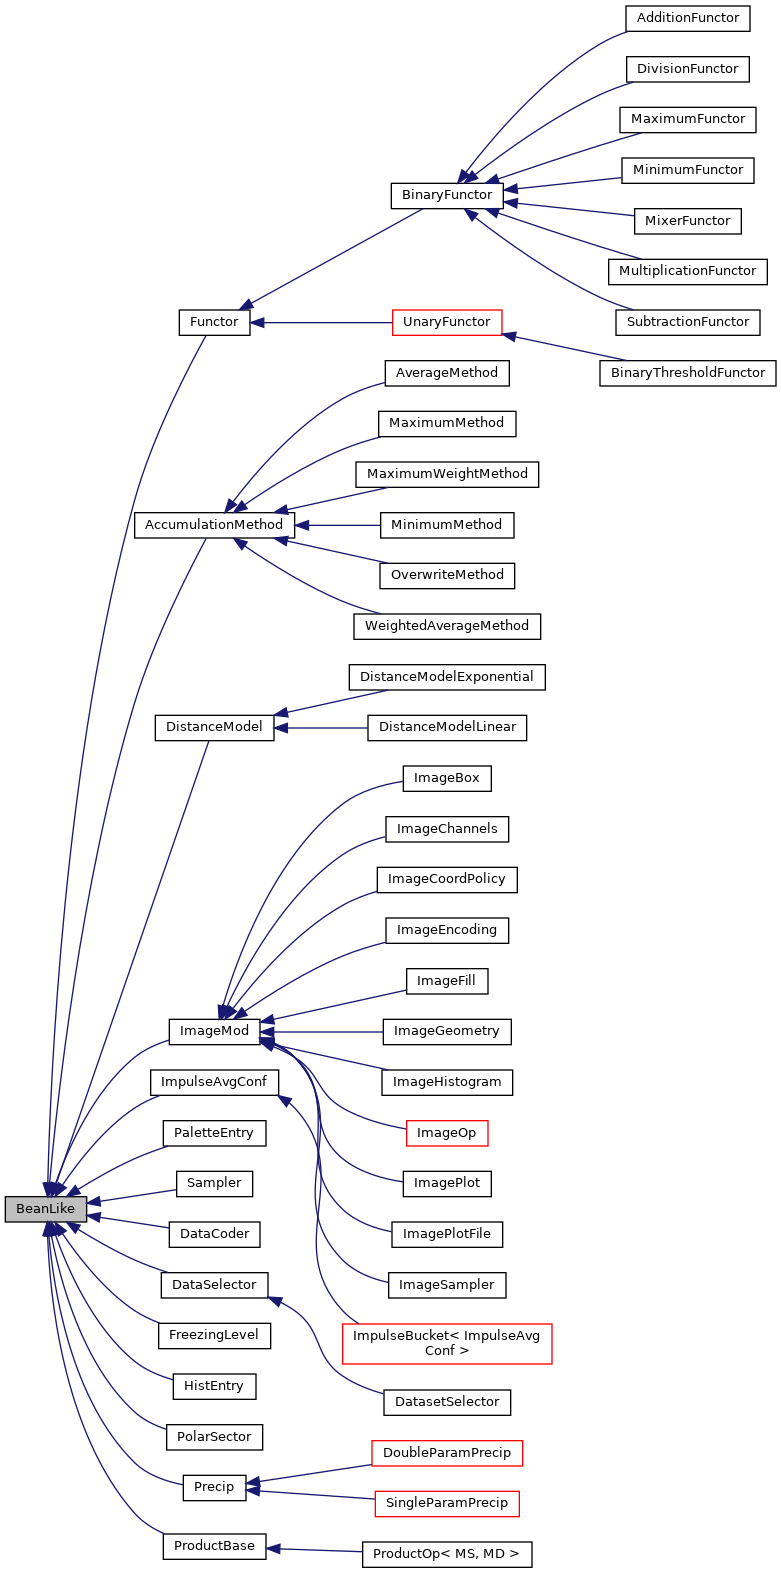 AdditionFunctor
DivisionFunctor
MaximumFunctor
MinimumFunctor
BinaryFunctor
MixerFunctor
MultiplicationFunctor
Functor
UnaryFunctor
SubtractionFunctor
AverageMethod
BinaryThresholdFunctor
MaximumMethod
MaximumWeightMethod
AccumulationMethod
MinimumMethod
OverwriteMethod
WeightedAverageMethod
DistanceModelExponential
DistanceModel
DistanceModelLinear
ImageBox
ImageChannels
ImageCoordPolicy
ImageEncoding
ImageFill
ImageMod
ImageGeometry
ImpulseAvgConf
ImageHistogram
PaletteEntry
ImageOp
Sampler
ImagePlot
BeanLike
DataCoder
ImagePlotFile
DataSelector
ImageSampler
FreezingLevel
ImpulseBucket< ImpulseAvg
Conf >
HistEntry
DatasetSelector
PolarSector
DoubleParamPrecip
Precip
SingleParamPrecip
ProductBase
ProductOp< MS, MD >